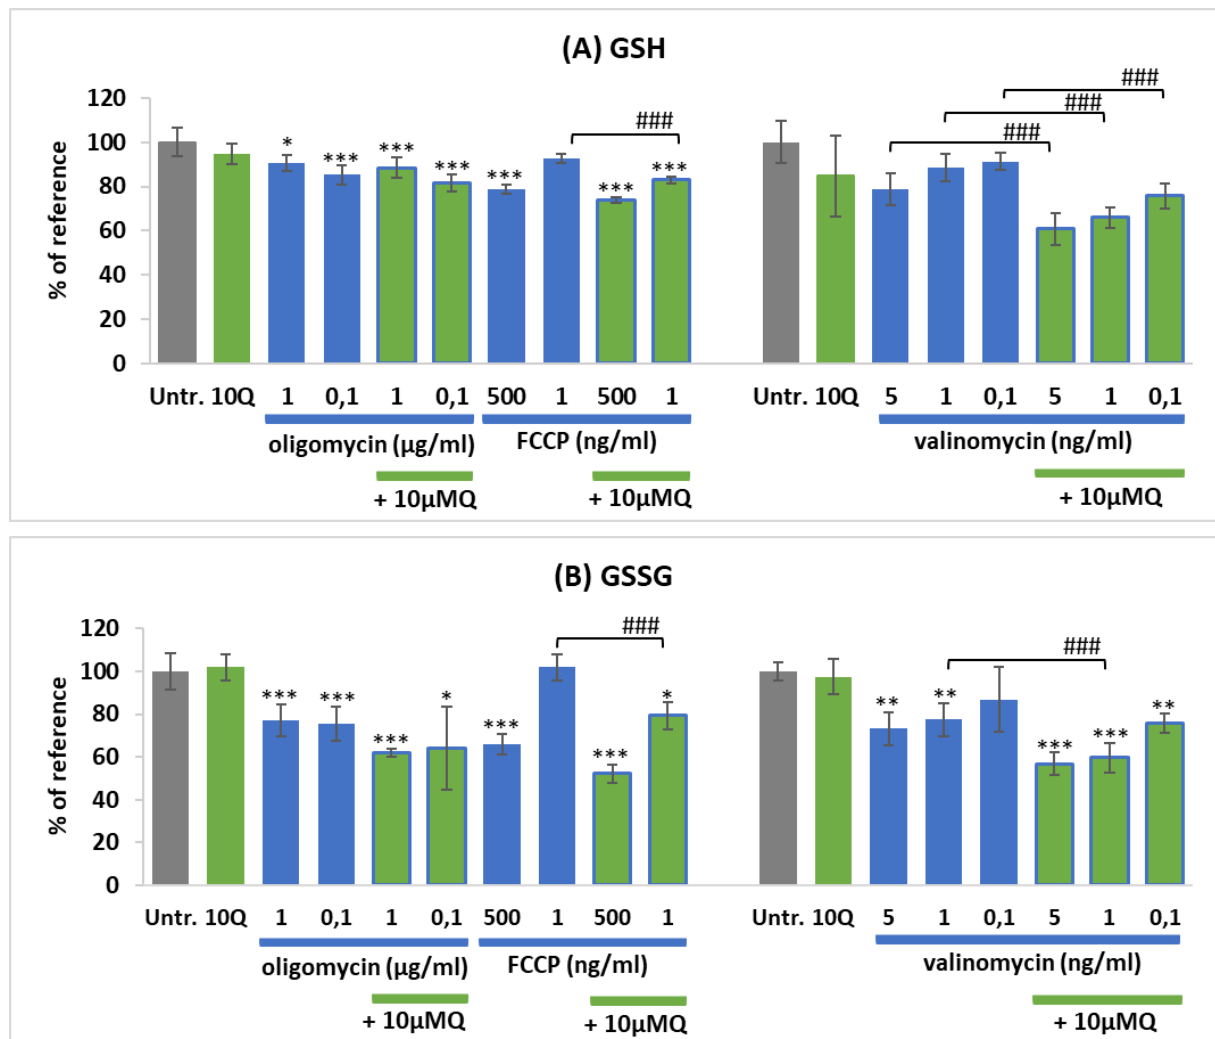 (A) GSH
###
###
###
###
120
100
80
60
40
20
0
% of reference
* *** *** *** *** *** ***
Untr. 10Q 1 0,1 1 0,1 500 1 500 1
oligomycin (µg/ml) FCCP (ng/ml)
+ 10µMQ + 10µMQ
Untr. 10Q 5 1 0,1 5 1 0,1
valinomycin (ng/ml)
+ 10µMQ
(B) GSSG
###
###
120
100
80
60
40
20
0
% of reference
*** *** *** * *** *** *
** ** *** *** **
Untr. 10Q 1 0,1 1 0,1 500 1 500 1
oligomycin (µg/ml) FCCP (ng/ml)
+ 10µMQ + 10µMQ
Untr. 10Q 5 1 0,1 5 1 0,1
valinomycin (ng/ml)
+ 10µMQ